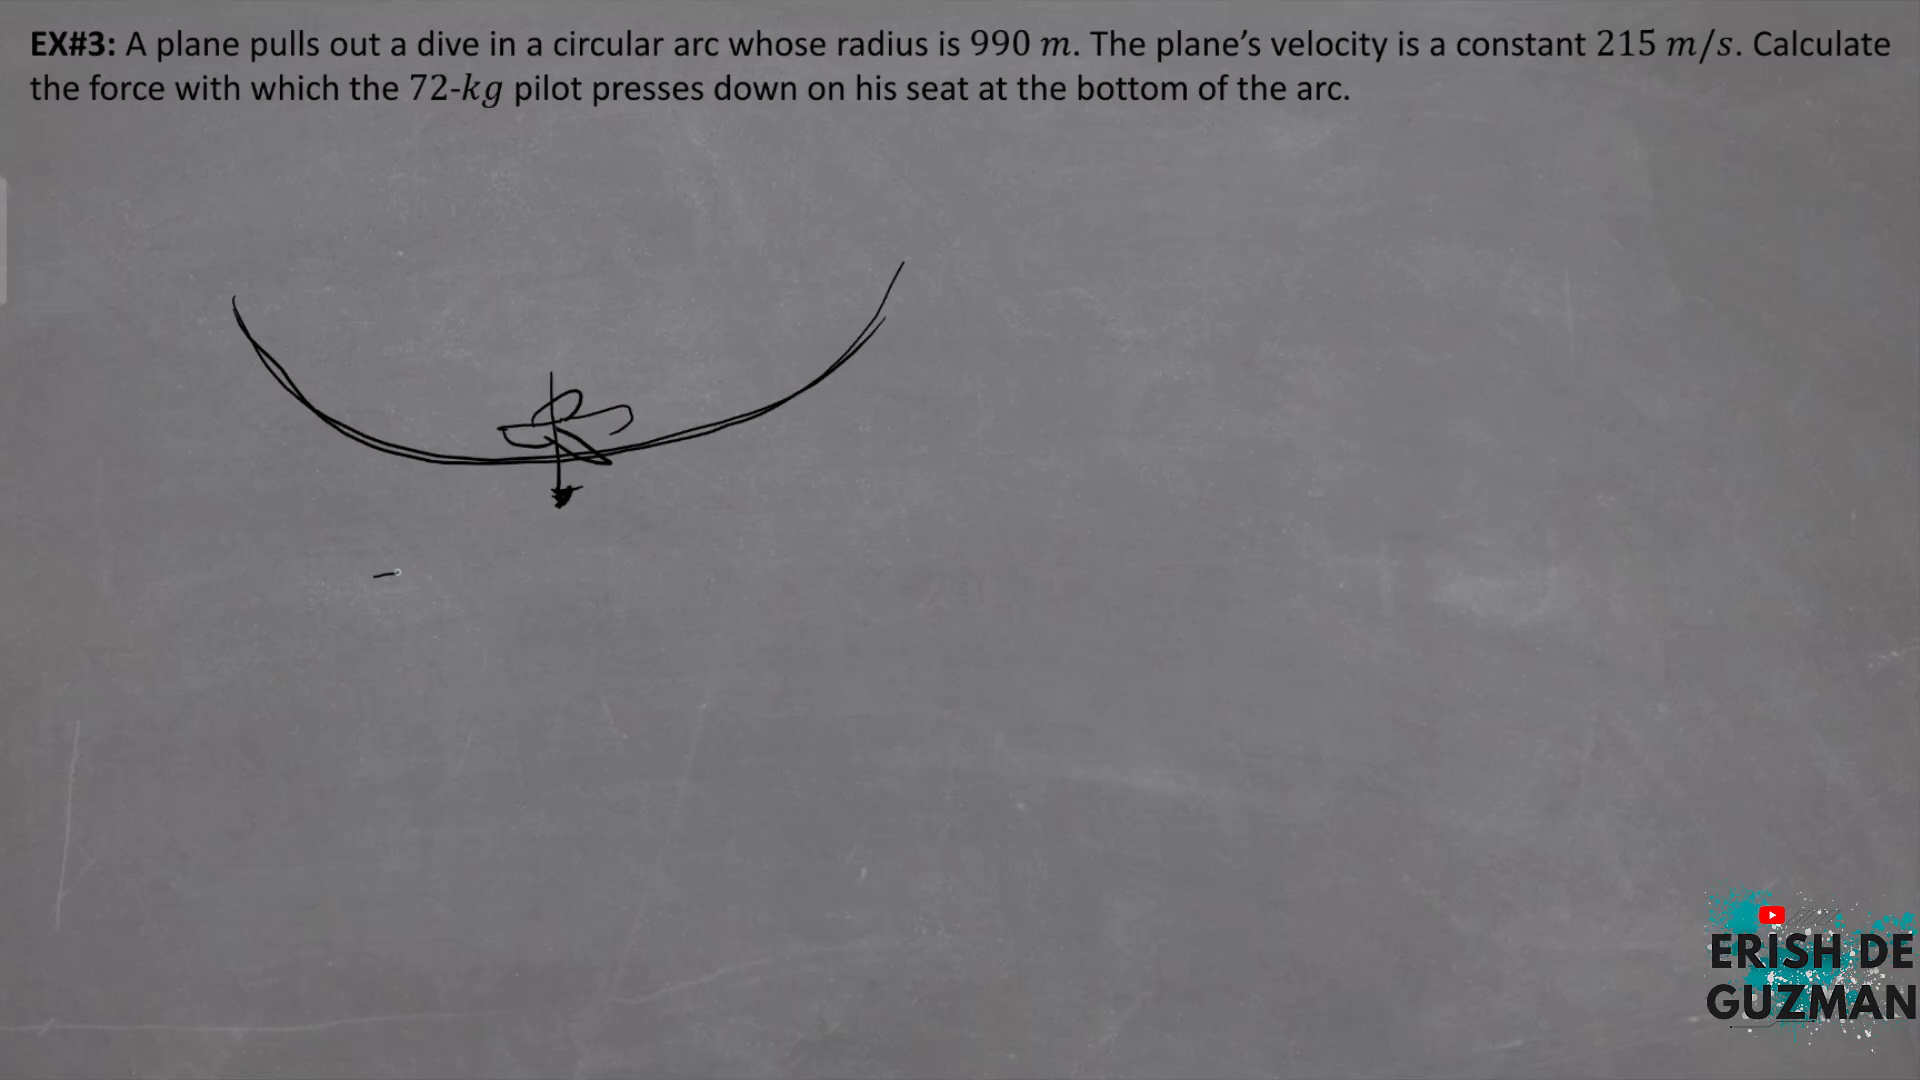 EX#3: A plane pulls out a dive in a circular arc whose radius is 990 m. The plane’s velocity is a constant 215 m/s. Calculate
the force with which the 72-kg pilot presses down on his seat at the bottom of the arc.
ERISH DE
GUZMAN